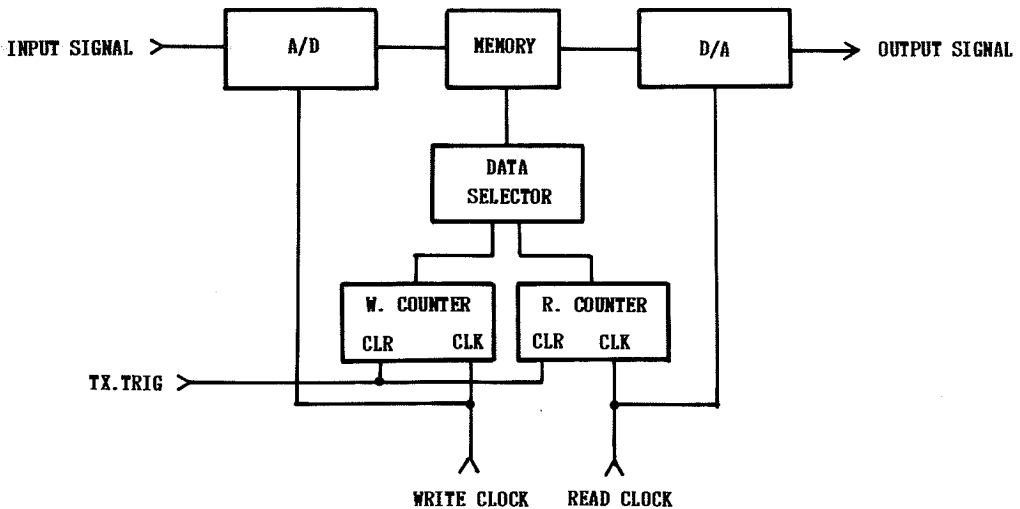 INPUT SIGNAL
A/D
MEMORY
D/A
OUTPUT SIGNAL
DATA
SELECTOR
W. COUNTER
CLR
CLK
R. COUNTER
CLR
CLK
TX.TRIG
WRITE CLOCK
READ CLOCK